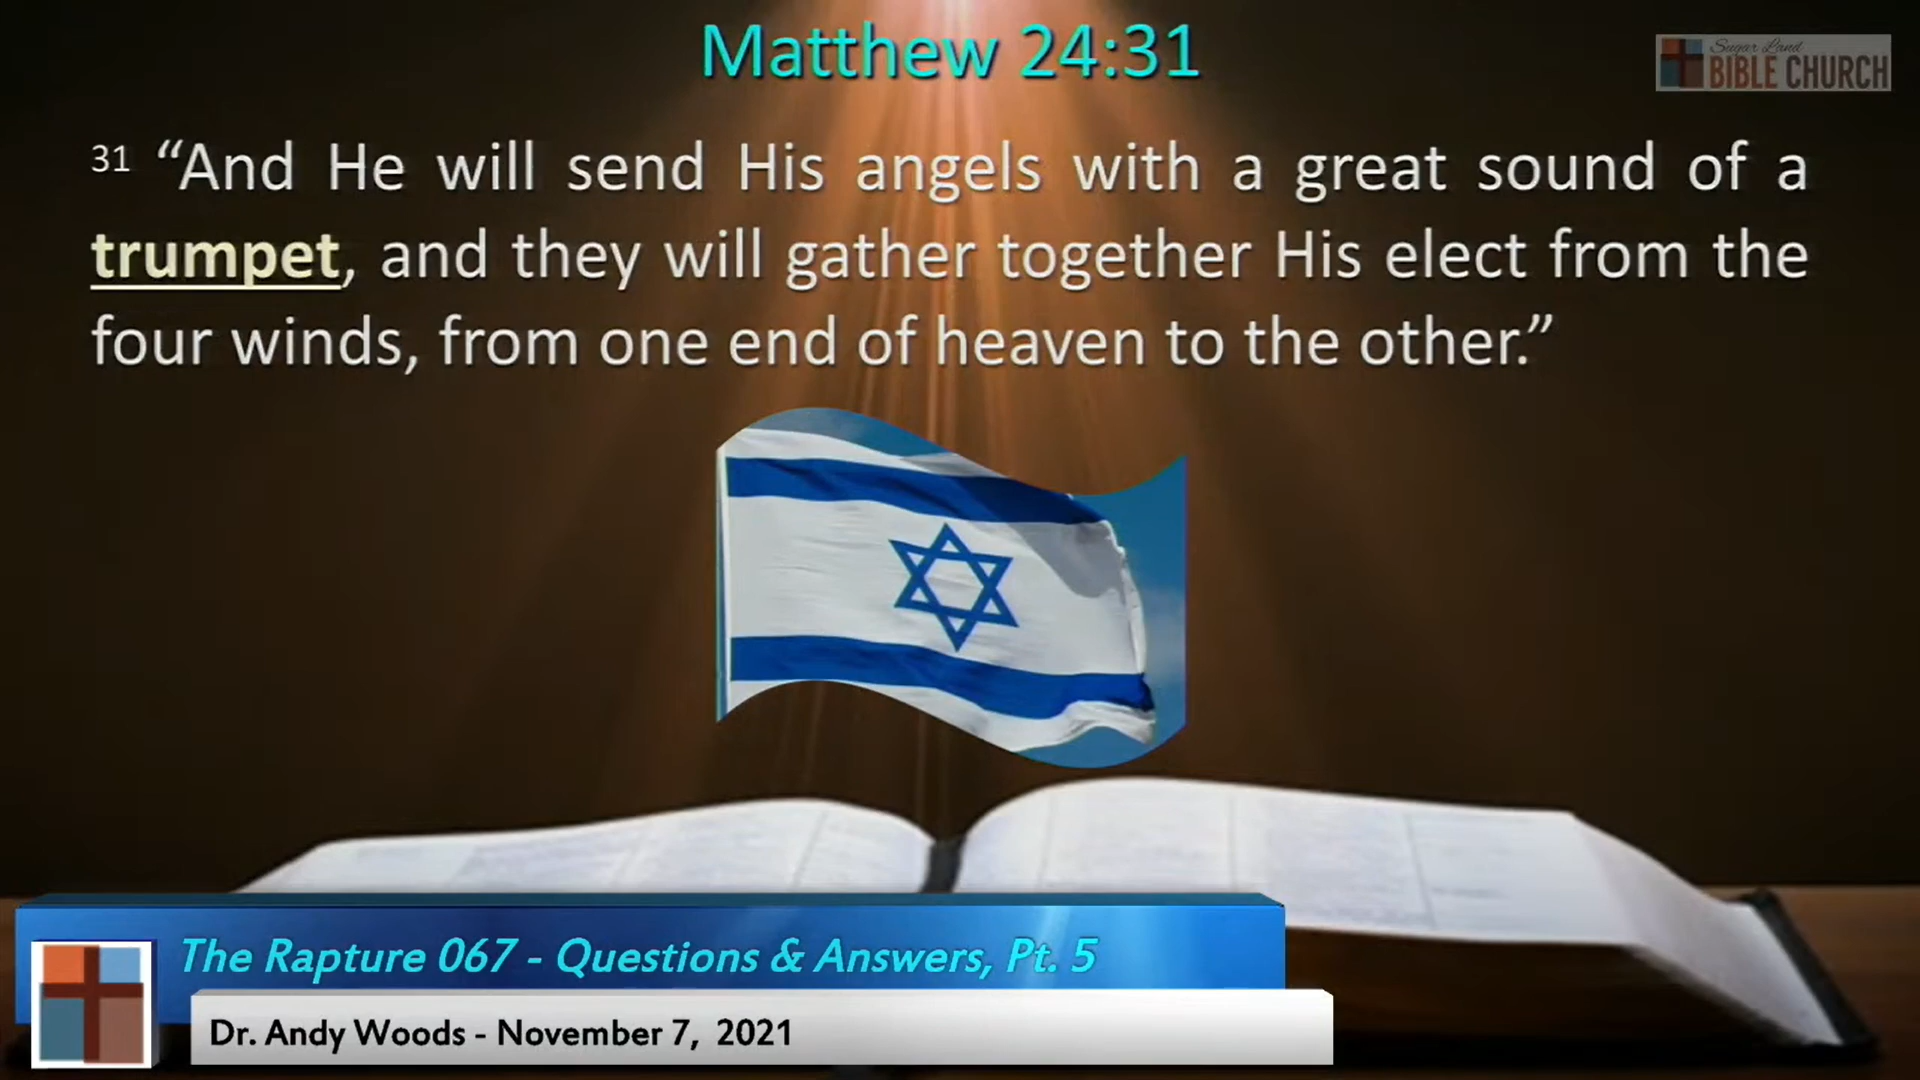 Matthew 24:31
Sugar Land
BIBLE CHURCH
31 “And He will send His angels with a great sound of a
trumpet, and they will gather together His elect from the
four winds, from one end of heaven to the other.”
The Rapture 067 - Questions & Answers, Pt. 5
Dr. Andy Woods - November 7, 2021